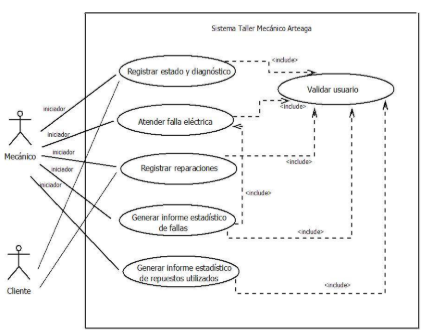 Sistema Taller Mecánico Arteaga
Registrar estado y diagnóstico
<include>
Validar usuario
iniciador
<include>
Atender falla eléctrica
iniciador
Mecánico
iniciador
Registrar reparaciones
<include>
iniciador
<include>
Generar informe estadístico
de fallas
<include>
Generar informe estadístico
de repuestos utilizados
<include>
Cliente